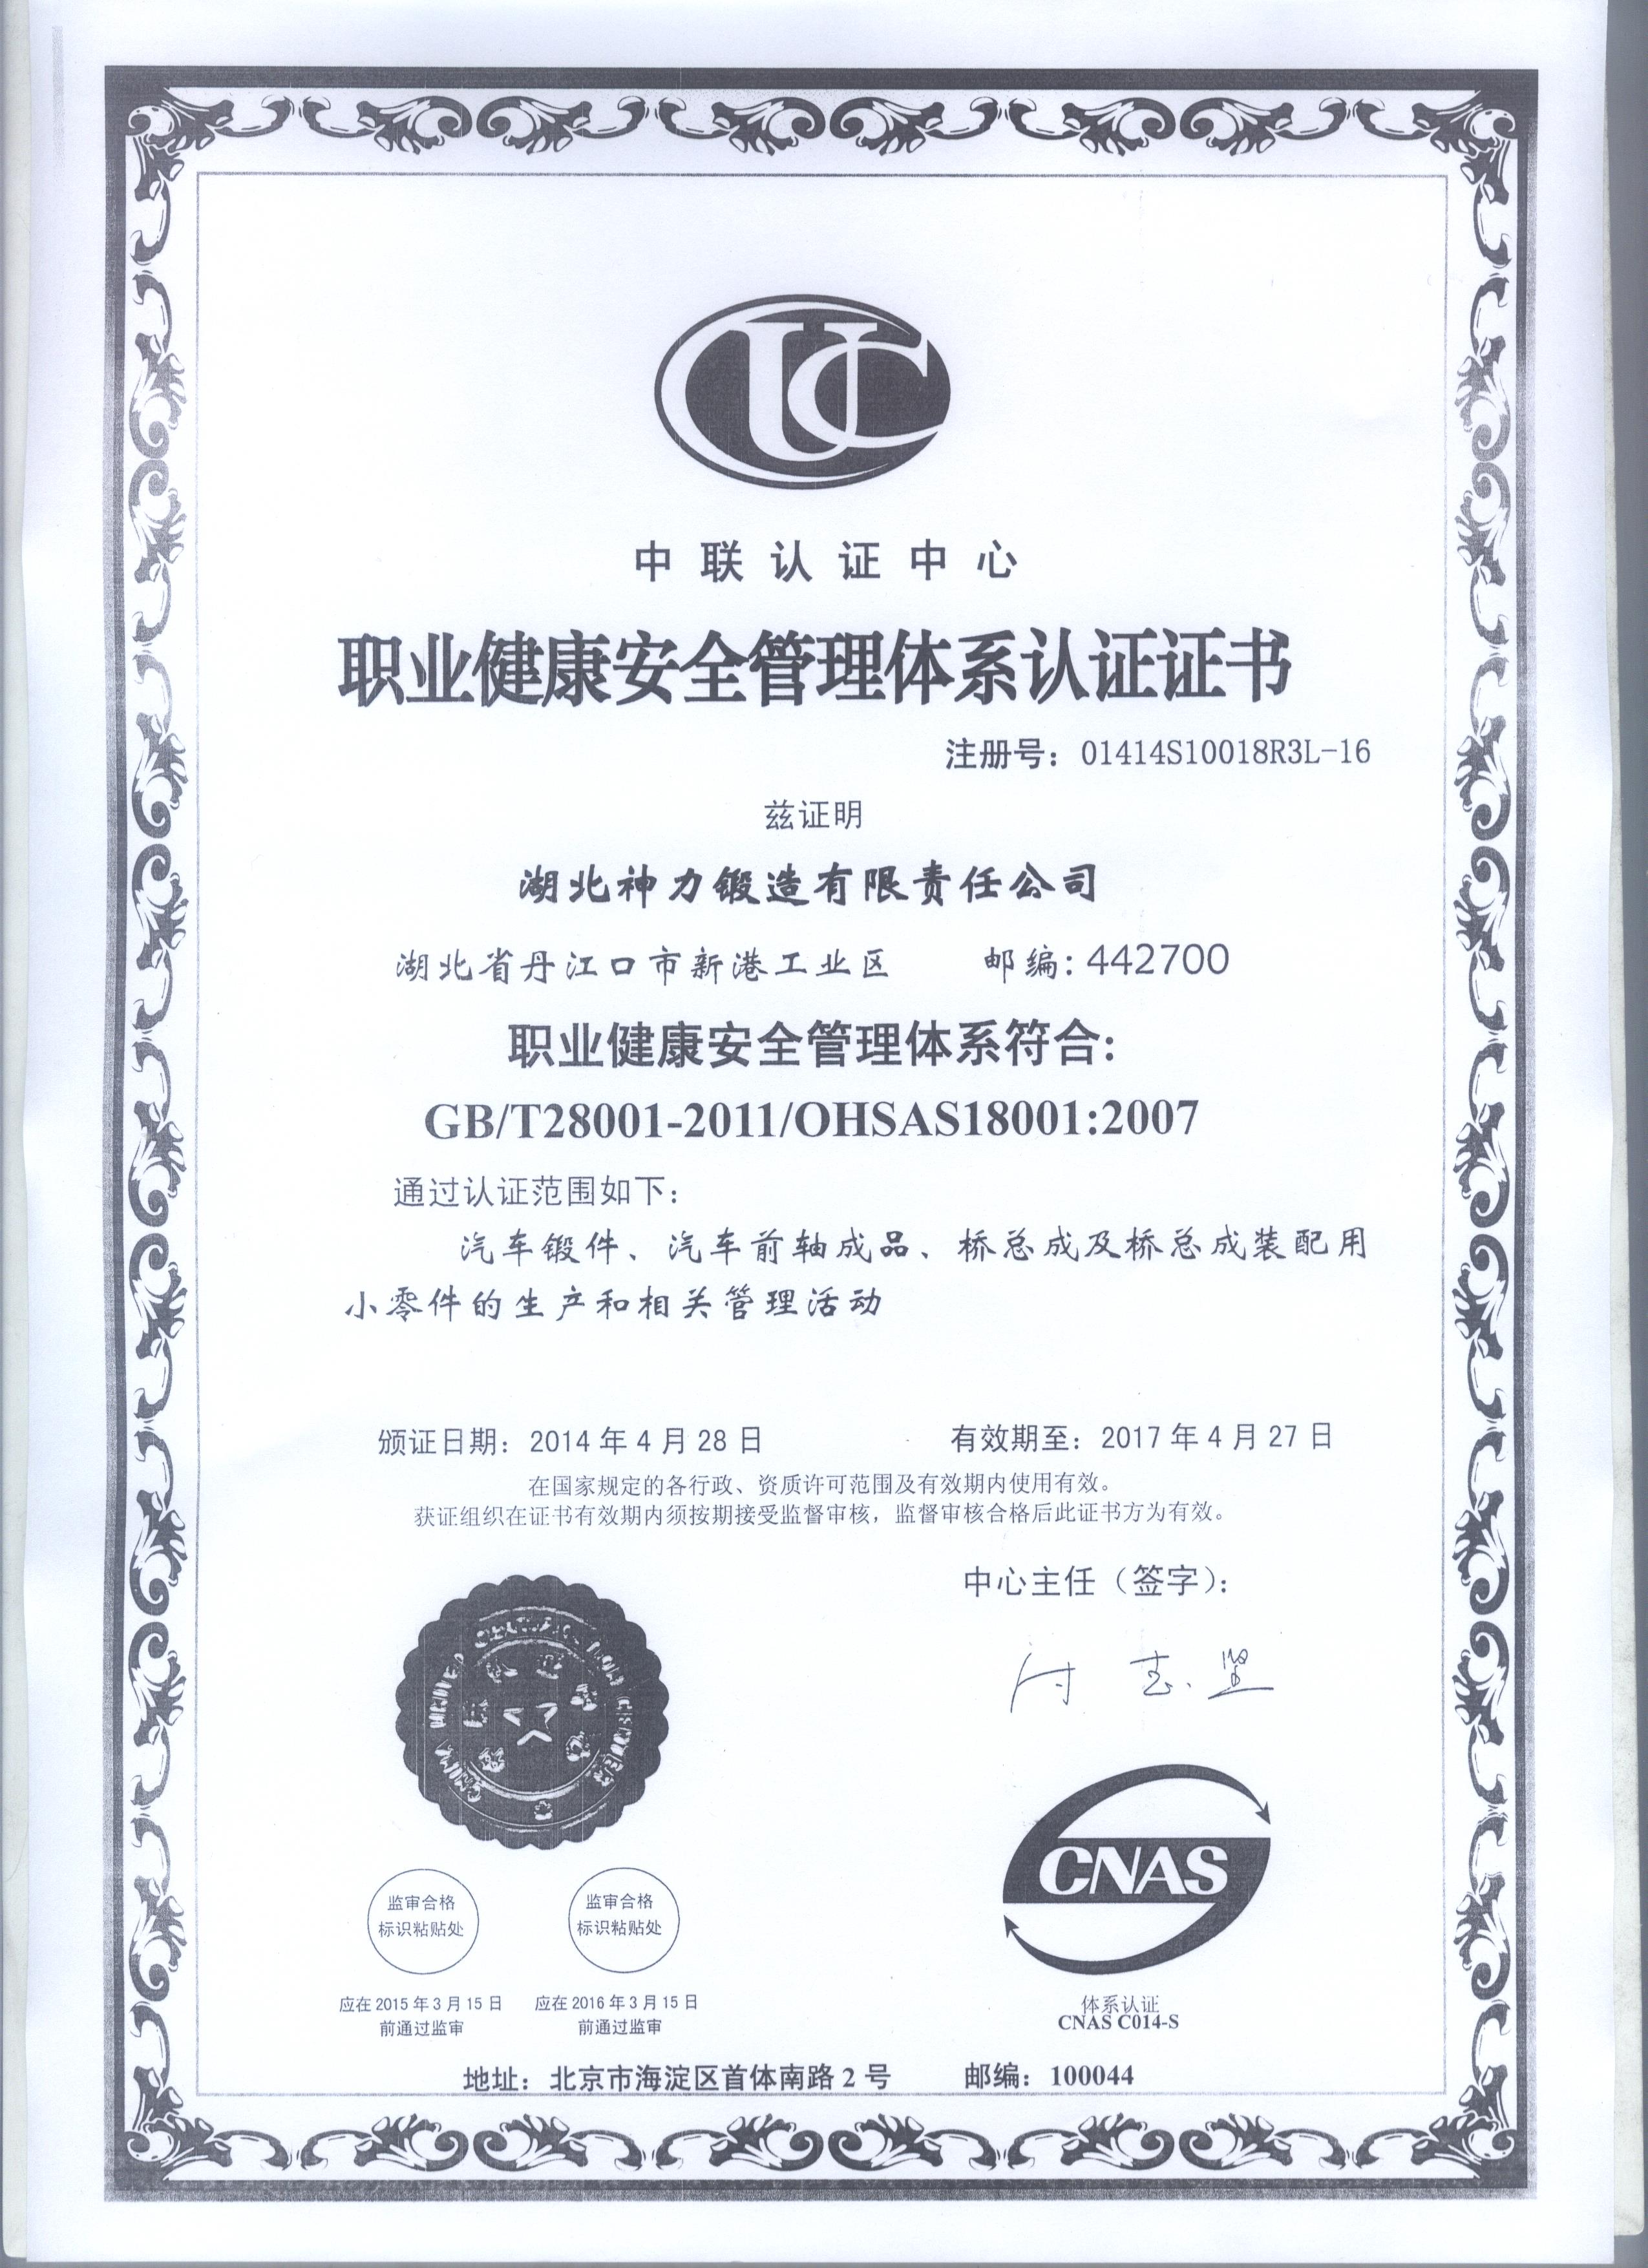 UC
中联认证中心
职业健康安全管理体系认证证书
注册号：01414S10018R3L-16
兹证明
湖北神力锻造有限责任公司
湖北省丹江口市新港工业区 邮编:442700
职业健康安全管理体系符合:
GB/T28001-2011/OHSAS18001:2007
通过认证范围如下：
汽车锻件、汽车前轴成品、桥总成及桥总成装配用
小零件的生产和相关管理活动
颁证日期：2014年4月28日 有效期至：2017年4月27日
在国家规定的各行政、资质许可范围及有效期内使用有效。
获证组织在证书有效期内须按期接受监督审核，监督审核合格后此证书方为有效。
中心主任（签字）：
CNAS
监审合格
标识粘贴处
监审合格
标识粘贴处
应在2015年3月15日
前通过监审
应在2016年3月15日
前通过监审
体系认证
CNAS C014-S
地址：北京市海淀区首体南路2号 邮编：100044